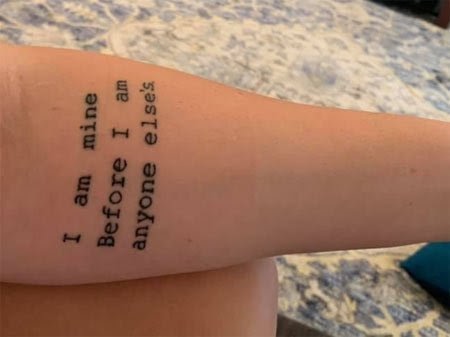 I am mine
Before I am
anyone else's.